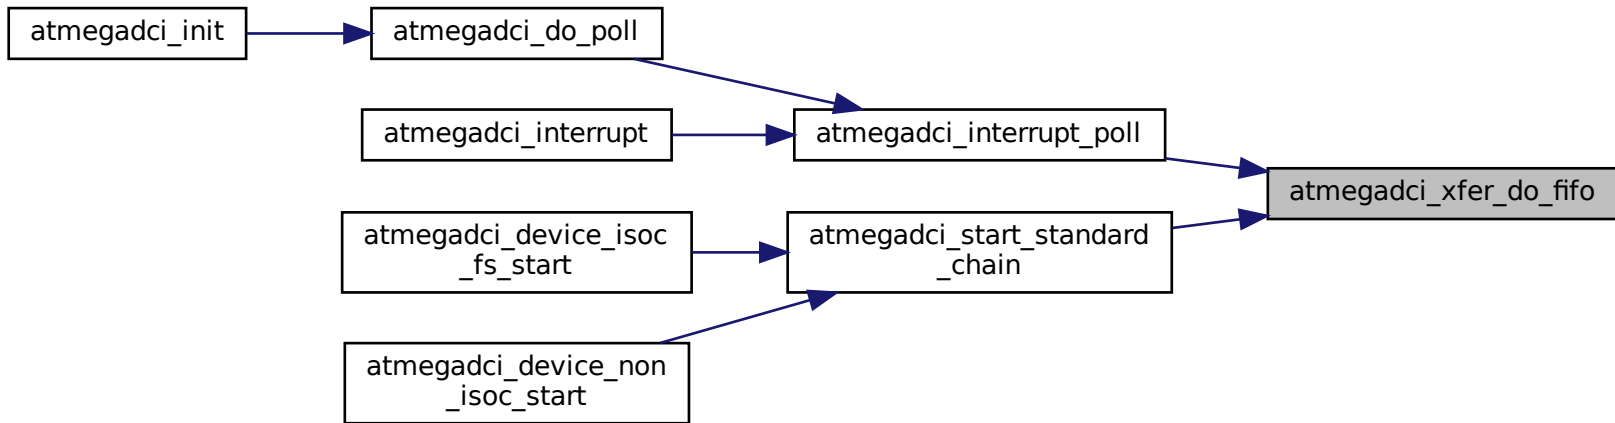 atmegadci_init
atmegadci_do_poll
atmegadci_interrupt
atmegadci_interrupt_poll
atmegadci_xfer_do_fifo
atmegadci_device_isoc
_fs_start
atmegadci_start_standard
_chain
atmegadci_device_non
_isoc_start